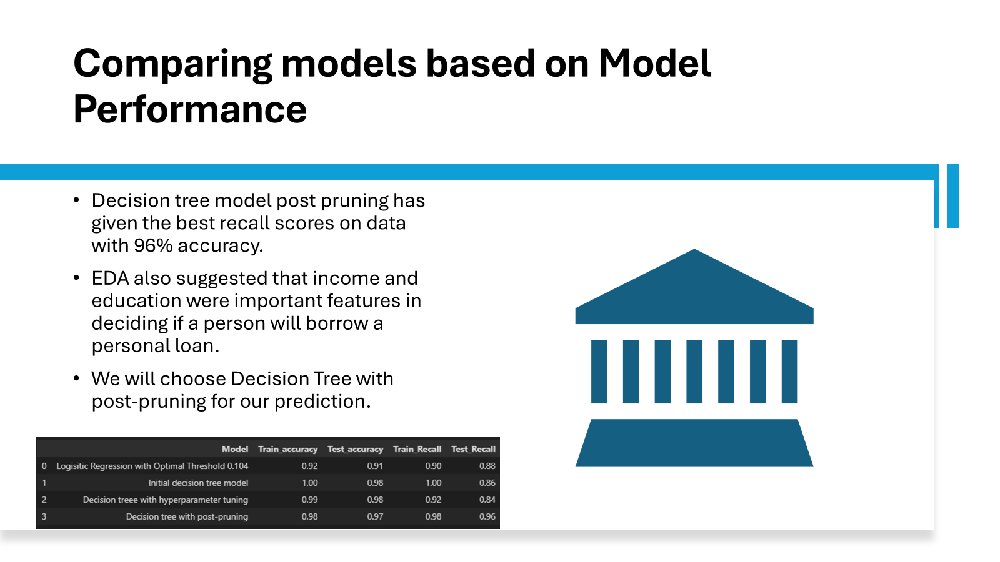 Comparing models based on Model
Performance
• Decision tree model post pruning has
given the best recall scores on data
with 96% accuracy.
• EDA also suggested that income and
education were important features in
deciding if a person will borrow a
personal loan.
• We will choose Decision Tree with
post-pruning for our prediction.
Model Train_accuracy Test_accuracy Train_Recall Test_Recall
0 Logisitic Regression with Optimal Threshold 0.104 0.92 0.91 0.90 0.88
1 Initial decision tree model 1.00 0.98 1.00 0.86
2 Decision treee with hyperparameter tuning 0.99 0.98 0.92 0.84
3 Decision tree with post-pruning 0.98 0.97 0.98 0.96